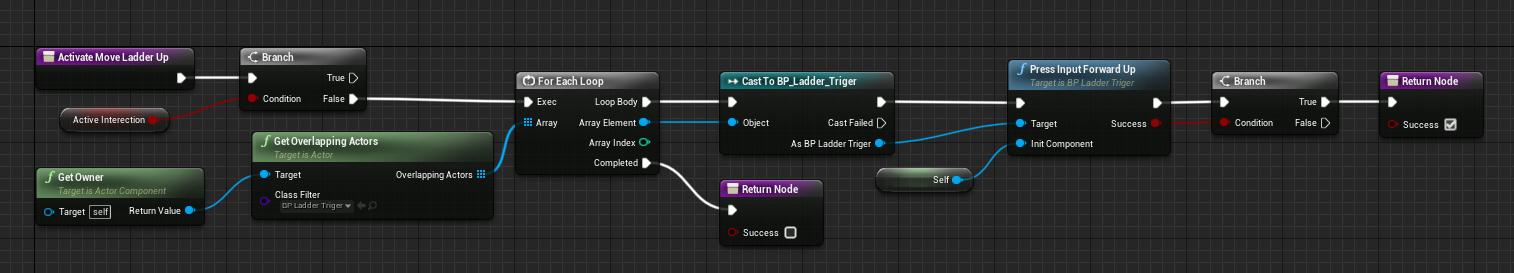 Activate Move Ladder Up
Branch
True
Condition
False
Active Interection
Get Owner
Target is Actor Component
Target
self
Return Value
Get Overlapping Actors
Target is Actor
Target
Overlapping Actors
Class Filter
BP Ladder Triger
For Each Loop
Exec
Loop Body
Array
Array Element
Array Index
Completed
Cast To BP_Ladder_Triger
Object
Cast Failed
As BP Ladder Triger
Return Node
Success
Self
Press Input Forward Up
Target is BP Ladder Triger
Target
Success
Init Component
Branch
True
Condition
False
Return Node
Success